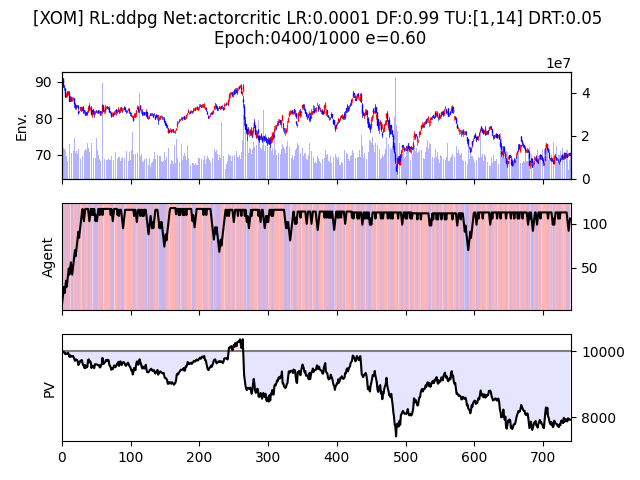 [XOM] RL:ddpg Net:actorcritic LR:0.0001 DF:0.99 TU:[1,14] DRT:0.05
Epoch:0400/1000 e=0.60
1e7
90
80
70
Env.
4
2
0
Agent
100
50
PV
10000
8000
0 100 200 300 400 500 600 700